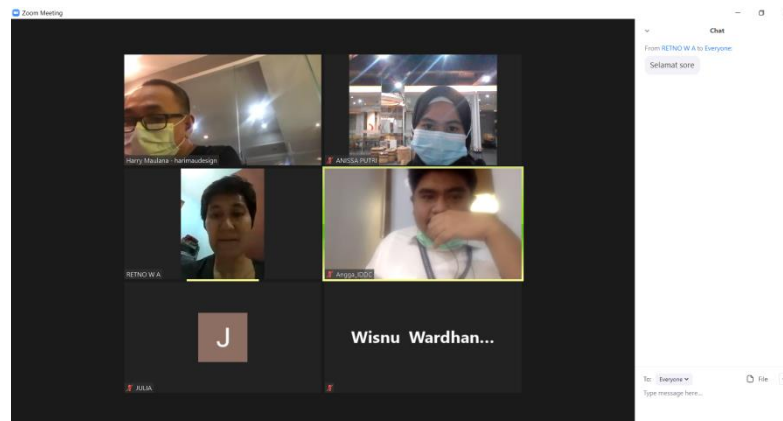 Zoom Meeting
Chat
From RETNO W A to Everyone:
Selamat sore
Harry Maulana - harimaudesign
ANISSA PUTRI
RETNO W A
Angga_IDDC
J
JULIA
Wisnu Wardhan...
To: Everyone
File
Type message here...